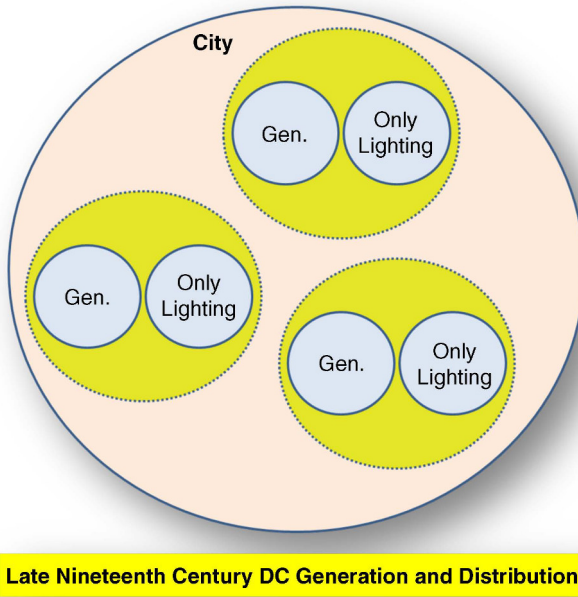 City
Gen.
Only
Lighting
Gen.
Only
Lighting
Gen.
Only
Lighting
Late Nineteenth Century DC Generation and Distribution